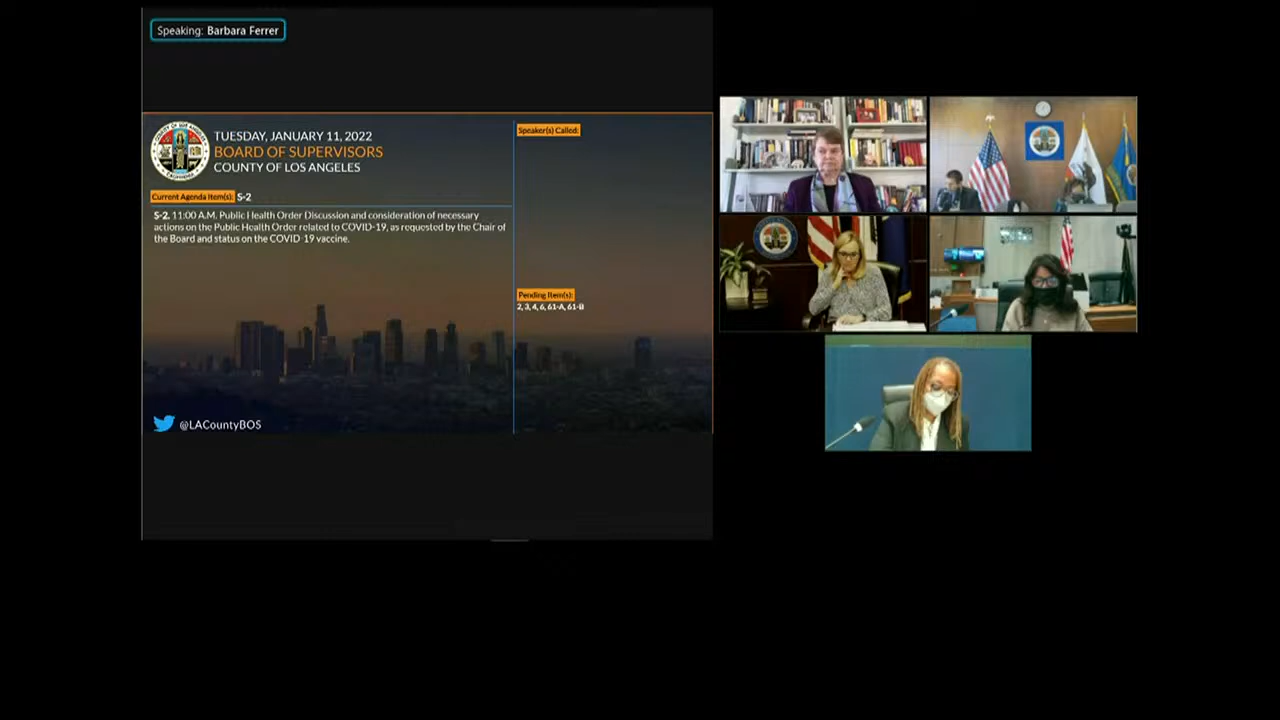 Speaking: Barbara Ferrer
TUESDAY, JANUARY 11, 2022
BOARD OF SUPERVISORS
COUNTY OF LOS ANGELES
Current Agenda Item(s): S-2
S-2. 11:00 A.M. Public Health Order Discussion and consideration of necessary
actions on the Public Health Order related to COVID-19, as requested by the Chair of
the Board and status on the COVID-19 vaccine.
Speaker(s) Called:
Pending Item(s):
2, 3, 4, 6, 61-A, 61-B
@LACountyBOS